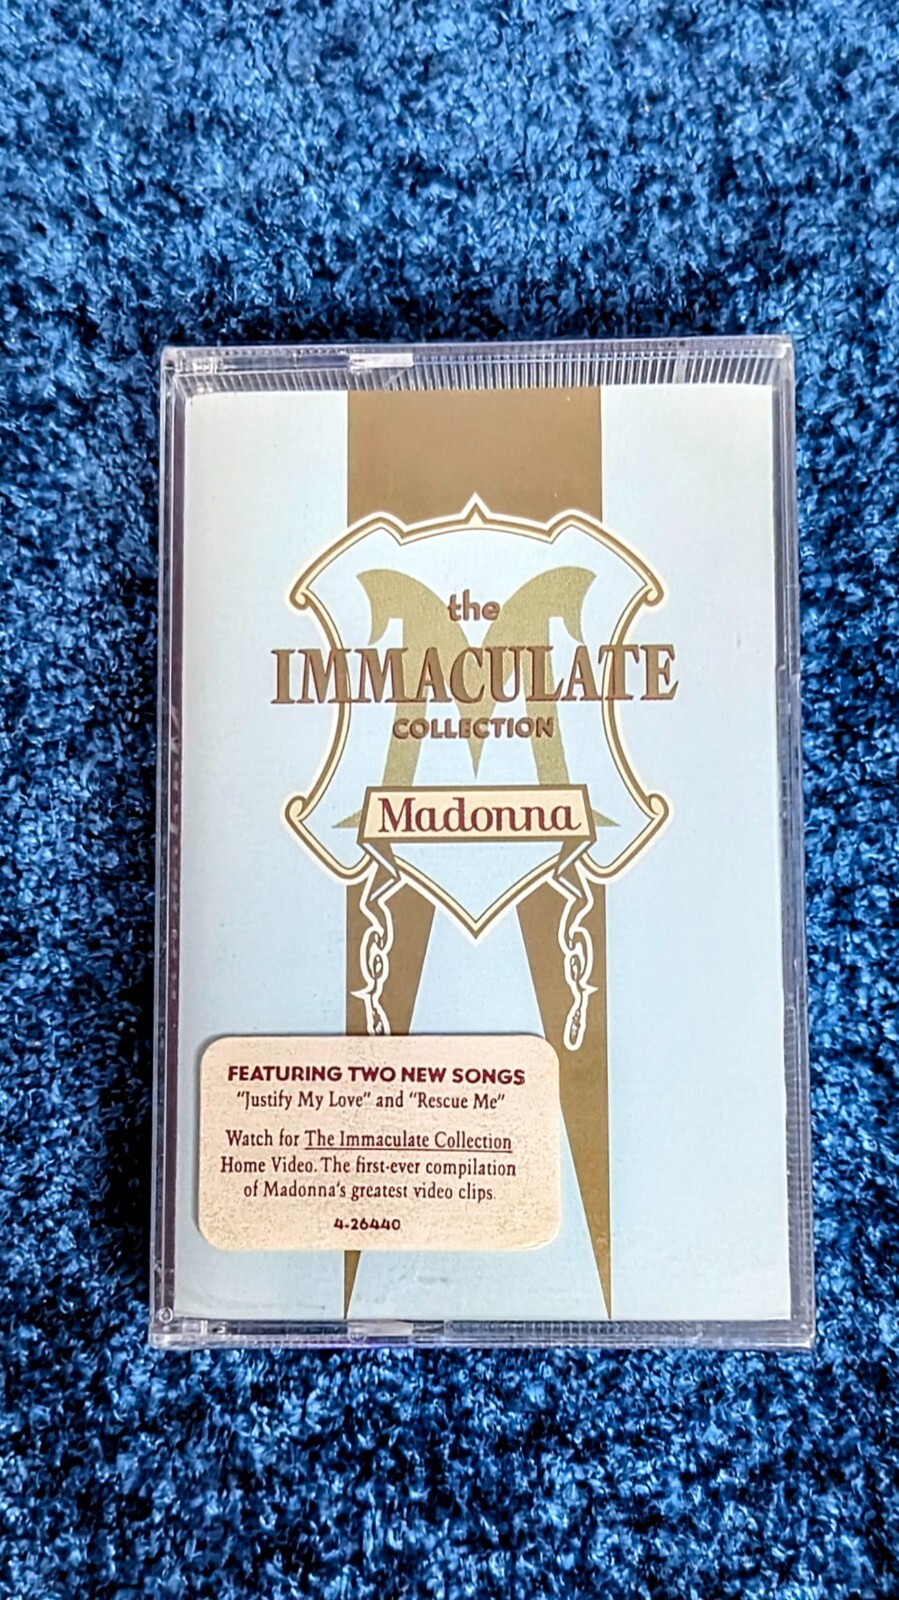 the
IMMACULATE
COLLECTION
Madonna
FEATURING TWO NEW SONGS
"Justify My Love" and "Rescue Me"
Watch for The Immaculate Collection
Home Video. The first-ever compilation
of Madonna's greatest video clips
4-26440